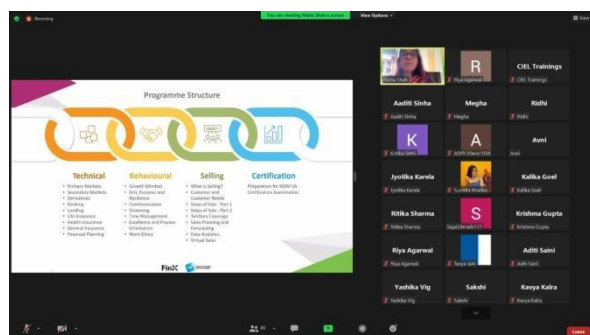 Recording
You are viewing Nisha Shah's screen
View Options
View
Programme Structure
Technical
• Primary Markets
• Secondary Markets
• Derivatives
• Banking
• Lending
• Life Insurance
• Health Insurance
• General Insurance
• Financial Planning
Behavioural
• Growth Mindset
• Grit, Purpose and
Resilience
• Communication
• Grooming
• Time Management
• Excellence and Process
Orientation
• Work Ethics
Selling
• What is Selling?
• Customer and
Customer Needs
• Steps of Sale - Part 1
• Steps of Sale - Part 2
• Territory Coverage
• Sales Planning and
Forecasting
• Data Analytics
• Virtual Sales
Certification
Preparation for NISM VA
Certification Examination
FinX
Nisha Shah
R
Riya Agarwal
CIEL Trainings
CIEL Trainings
Aaditi Sinha
Aaditi Sinha
Megha
Megha
Ridhi
Ridhi
K
Kritika Sethi
A
Avni
Avni
Jyotika Karela
Jyotika Karela
Kalika Goel
Kalika Goel
Ritika Sharma
Ritika Sharma
S
Krishma Gupta
Krishma Gupta
Riya Agarwal
Riya Agarwal
Tanya Jain
Aditi Saini
Aditi Saini
Yashika Vig
Yashika Vig
Sakshi
Sakshi
Kavya Kalra
Kavya Kalra
Leave